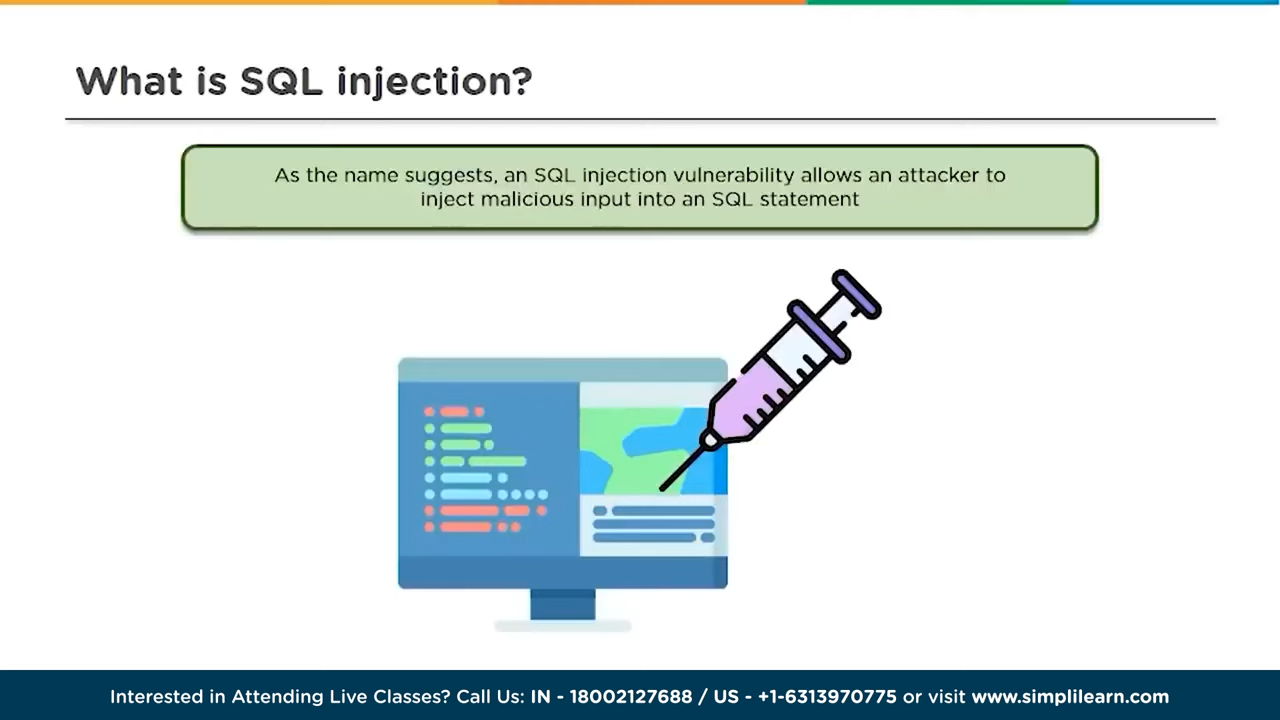 What is SQL injection?
As the name suggests, an SQL injection vulnerability allows an attacker to
inject malicious input into an SQL statement
Interested in Attending Live Classes? Call Us: IN - 18002127688 / US - +1-6313970775 or visit www.simplilearn.com